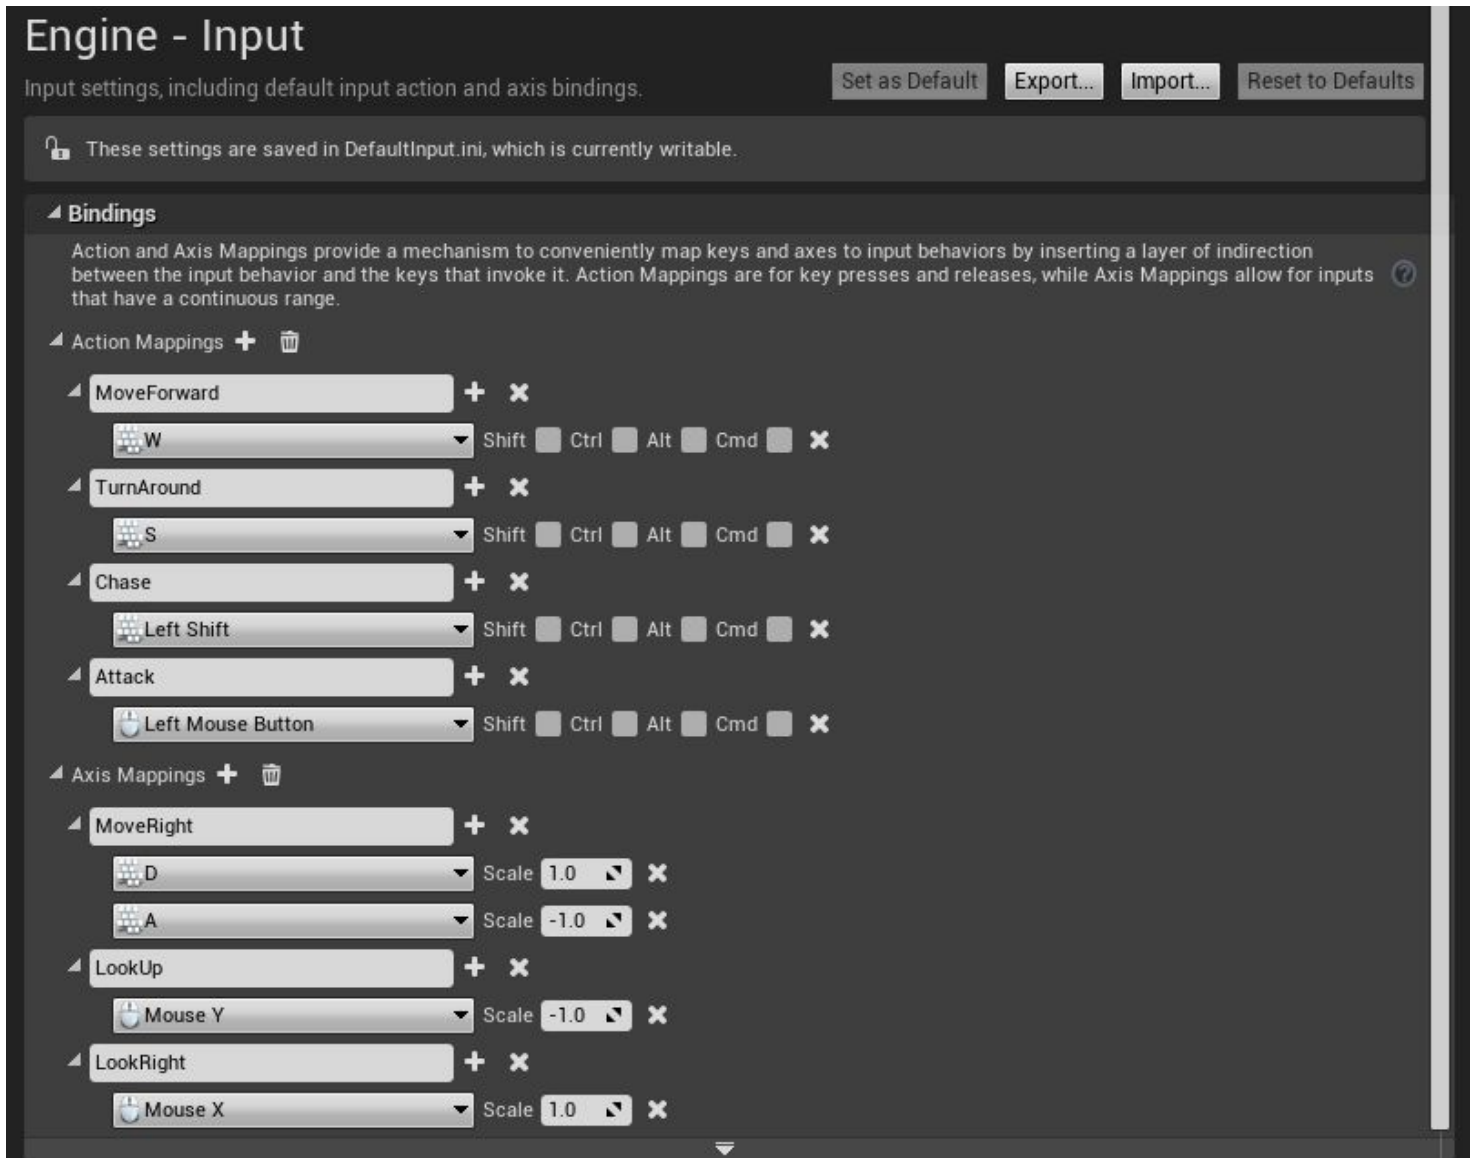 Engine - Input
Input settings, including default input action and axis bindings.
Set as Default Export... Import... Reset to Defaults
These settings are saved in DefaultInput.ini, which is currently writable.
Bindings
Action and Axis Mappings provide a mechanism to conveniently map keys and axes to input behaviors by inserting a layer of indirection
between the input behavior and the keys that invoke it. Action Mappings are for key presses and releases, while Axis Mappings allow for inputs
that have a continuous range.
Action Mappings
MoveForward
W Shift Ctrl Alt Cmd
TurnAround
S Shift Ctrl Alt Cmd
Chase
Left Shift Shift Ctrl Alt Cmd
Attack
Left Mouse Button Shift Ctrl Alt Cmd
Axis Mappings
MoveRight
D Scale 1.0
A Scale -1.0
LookUp
Mouse Y Scale -1.0
LookRight
Mouse X Scale 1.0